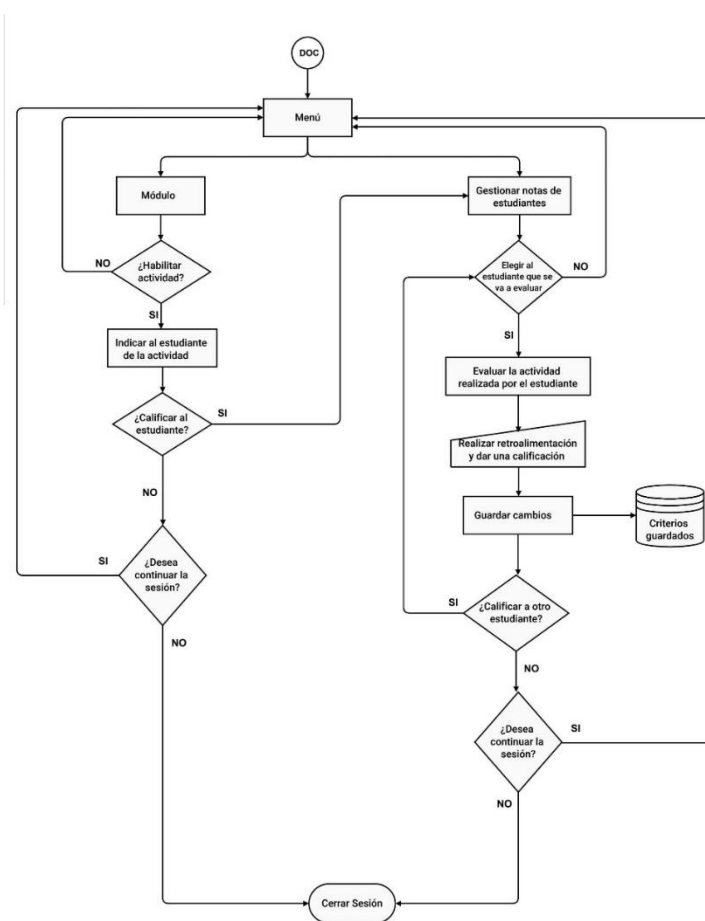 DOC
Menú
Módulo
Gestionar notas de
estudiantes
NO
¿Habilitar
actividad?
Elegir al
estudiante que se
va a evaluar
NO
SI
SI
Indicar al estudiante
de la actividad
Evaluar la actividad
realizada por el estudiante
¿Calificar al
estudiante?
SI
Realizar retroalimentación
y dar una calificación
NO
Guardar cambios
Criterios
guardados
SI
¿Desea
continuar la
sesión?
SI
¿Calificar a otro
estudiante?
NO
NO
¿Desea
continuar la
sesión?
SI
NO
Cerrar Sesión